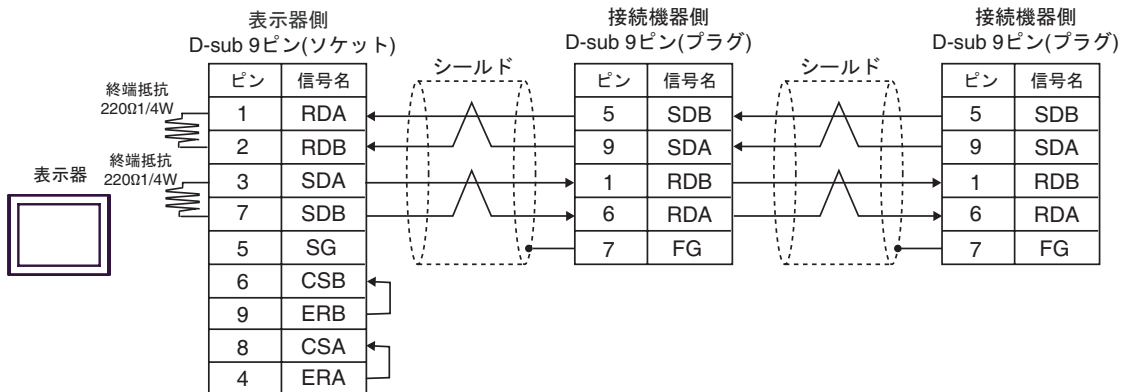 表示器側
D-sub 9ピン(ソケット)
接続機器側
D-sub 9ピン(プラグ)
接続機器側
D-sub 9ピン(プラグ)
シールド
シールド
終端抵抗
220Ω1/4W
終端抵抗
220Ω1/4W
表示器
ピン 信号名
1 RDA
2 RDB
3 SDA
7 SDB
5 SG
6 CSB
9 ERB
8 CSA
4 ERA
ピン 信号名
5 SDB
9 SDA
1 RDB
6 RDA
7 FG
ピン 信号名
5 SDB
9 SDA
1 RDB
6 RDA
7 FG